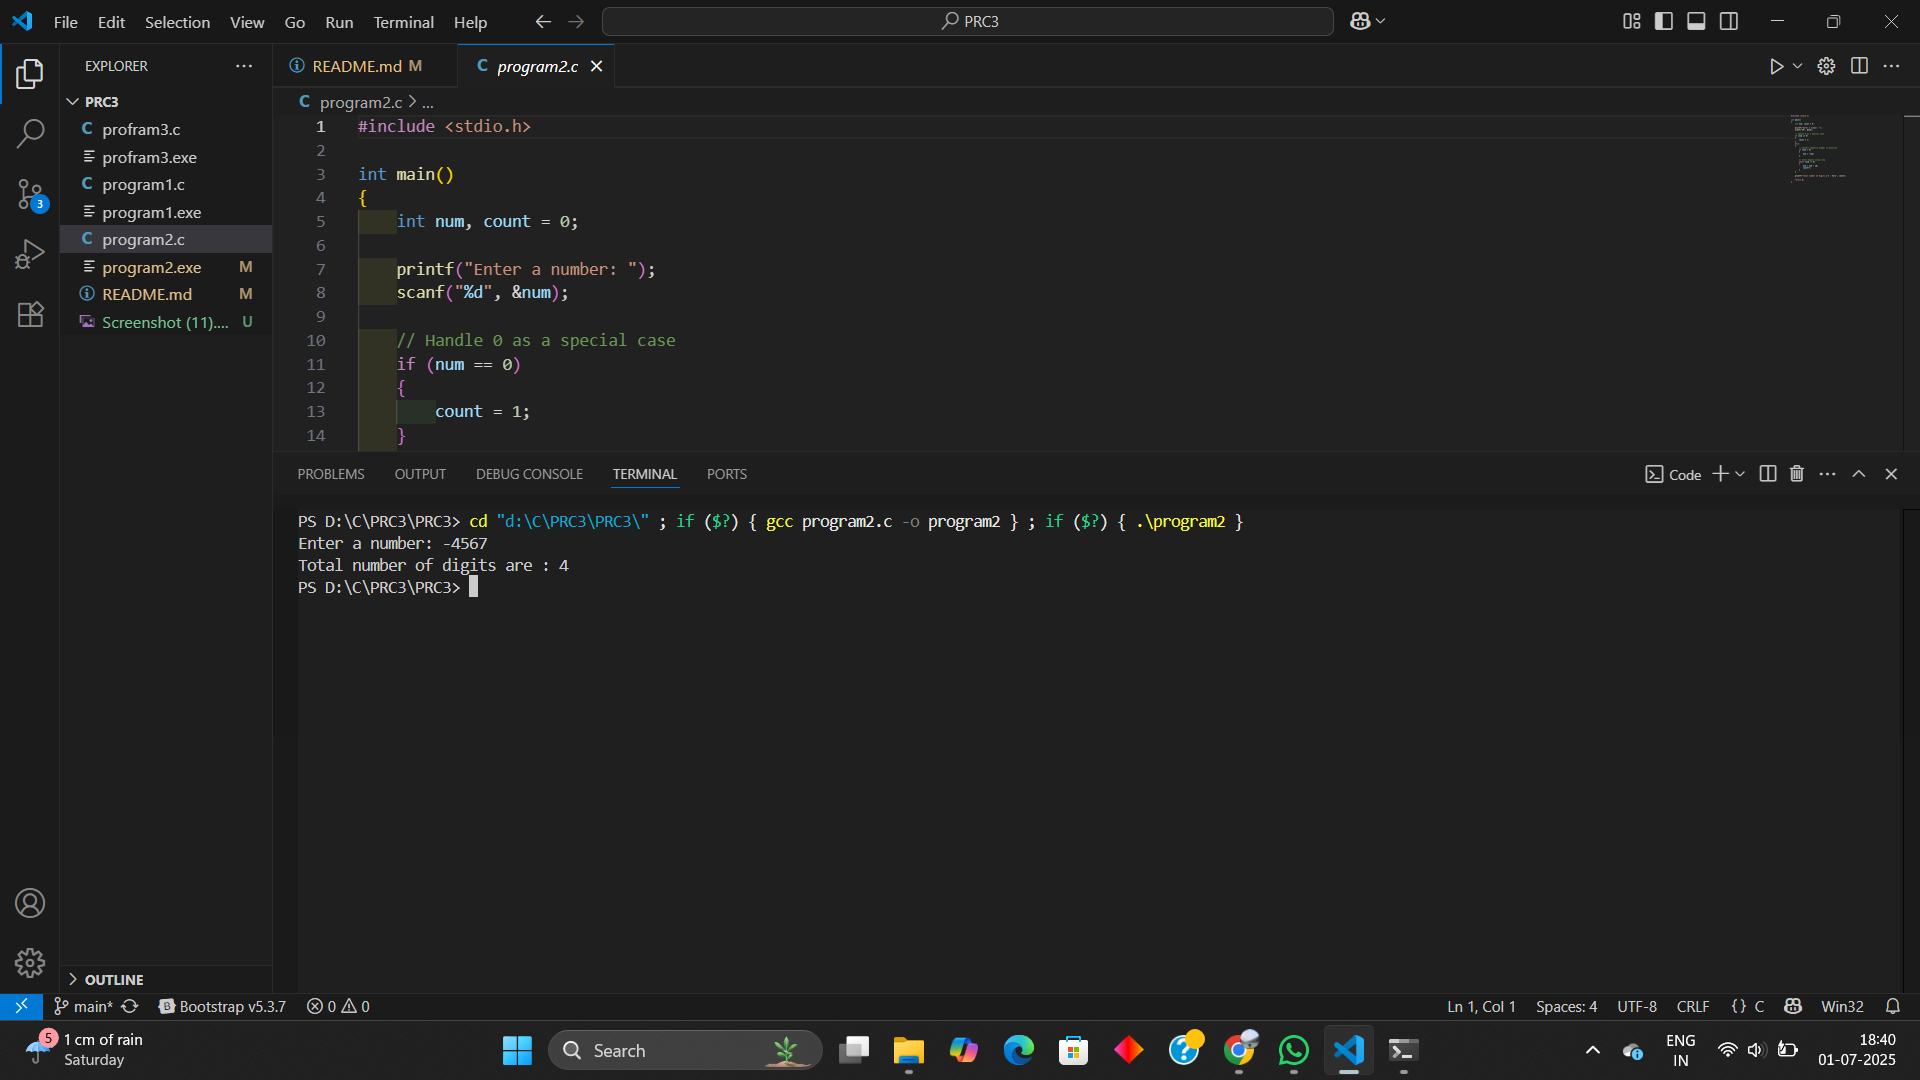 File Edit Selection View Go Run Terminal Help
PRC3
EXPLORER
PRC3
C profram3.c
profram3.exe
C program1.c
program1.exe
C program2.c
program2.exe M
README.md M
Screenshot (11).... U
3
OUTLINE
README.md M
C program2.c
C program2.c > ...
1 #include <stdio.h>
2
3 int main()
4 {
5 int num, count = 0;
6
7 printf("Enter a number: ");
8 scanf("%d", &num);
9
10 // Handle 0 as a special case
11 if (num == 0)
12 {
13 count = 1;
14 }
PROBLEMS OUTPUT DEBUG CONSOLE TERMINAL PORTS
Code
PS D:\C\PRC3\PRC3> cd "d:\C\PRC3\PRC3\" ; if ($?) { gcc program2.c -o program2 } ; if ($?) { .\program2 }
Enter a number: -4567
Total number of digits are : 4
PS D:\C\PRC3\PRC3>
main* B Bootstrap v5.3.7 0 0
Ln 1, Col 1 Spaces: 4 UTF-8 CRLF {} C Win32
5
1 cm of rain
Saturday
Search
ENG
IN
18:40
01-07-2025